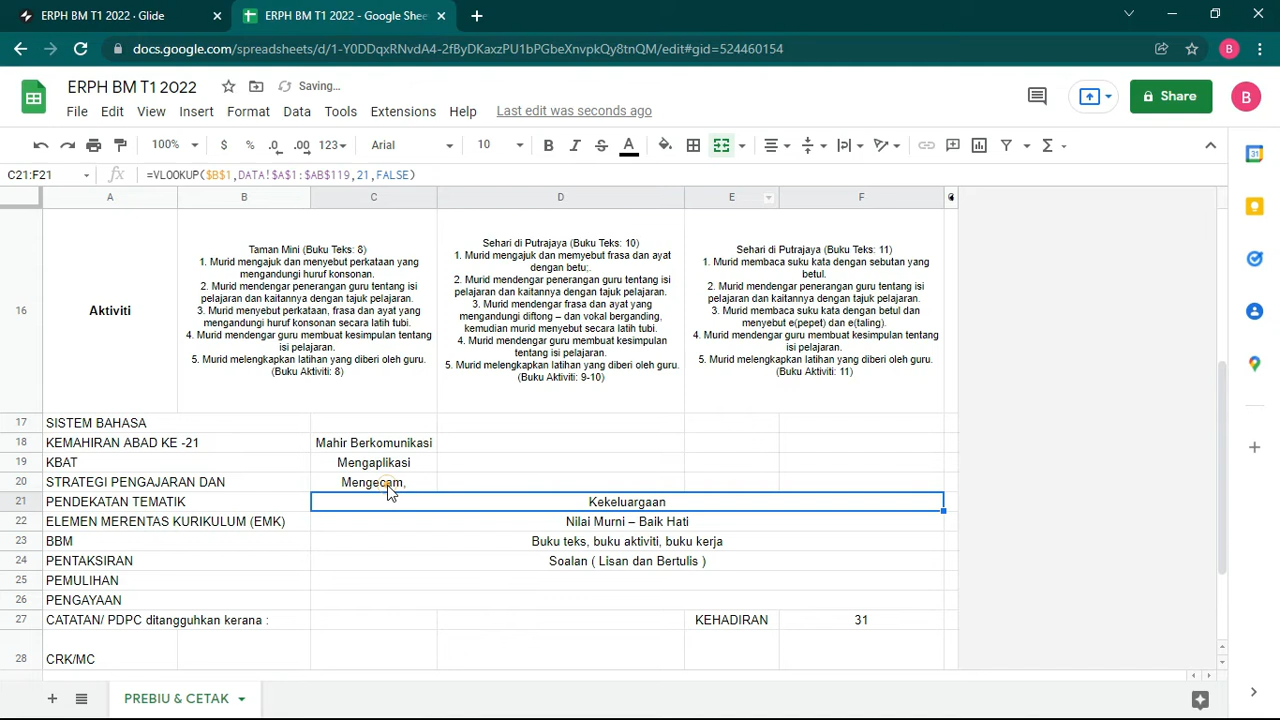 ERPH BM T1 2022 - Glide
ERPH BM T1 2022 - Google Shee
docs.google.com/spreadsheets/d/1-Y0DDqxRNvdA4-2fByDKaxzPU1bPGbeXnvpkQy8tnQM/edit#gid=524460154
B
ERPH BM T1 2022
Saving...
File Edit View Insert Format Data Tools Extensions Help Last edit was seconds ago
Share
B
100% $ % .0 .00 123 Arial 10 B I S A
C21:F21 fx =VLOOKUP($B$1,DATA!$A$1:$AB$119,21,FALSE)
A B C D E F
16 Aktiviti
Taman Mini (Buku Teks: 8)
1. Murid mengajuk dan menyebut perkataan yang
mengandungi huruf konsonan.
2. Murid mendengar penerangan guru tentang isi
pelajaran dan kaitannya dengan tajuk pelajaran.
3. Murid menyebut perkataan, frasa dan ayat yang
mengandungi huruf konsonan secara latih tubi.
4. Murid mendengar guru membuat kesimpulan tentang
isi pelajaran.
5. Murid melengkapkan latihan yang diberi oleh guru.
(Buku Aktiviti: 8)
Sehari di Putrajaya (Buku Teks: 10)
1. Murid mengajuk dan memyebut frasa dan ayat
dengan betu;.
2. Murid mendengar penerangan guru tentang isi
pelajaran dan kaitannya dengan tajuk pelajaran.
3. Murid mendengar frasa dan ayat yang
mengandungi diftong – dan vokal berganding,
kemudian murid menyebut secara latih tubi.
4. Murid mendengar guru membuat kesimpulan
tentang isi pelajaran.
5. Murid melengkapkan latihan yang diberi oleh guru.
(Buku Aktiviti: 9-10)
Sehari di Putrajaya (Buku Teks: 11)
1. Murid membaca suku kata dengan sebutan yang
betul.
2. Murid mendengar penerangan guru tentang isi
pelajaran dan kaitannya dengan tajuk pelajaran.
3. Murid membaca suku kata dengan betul dan
menyebut e(pepet) dan e(taling).
4. Murid mendengar guru membuat kesimpulan tentang
isi pelajaran.
5. Murid melengkapkan latihan yang diberi oleh guru.
(Buku Aktiviti: 11)
17 SISTEM BAHASA
18 KEMAHIRAN ABAD KE -21 Mahir Berkomunikasi
19 KBAT Mengaplikasi
20 STRATEGI PENGAJARAN DAN Mengecam,
21 PENDEKATAN TEMATIK Kekeluargaan
22 ELEMEN MERENTAS KURIKULUM (EMK) Nilai Murni – Baik Hati
23 BBM Buku teks, buku aktiviti, buku kerja
24 PENTAKSIRAN Soalan ( Lisan dan Bertulis )
25 PEMULIHAN
26 PENGAYAAN
27 CATATAN/ PDPC ditangguhkan kerana : KEHADIRAN 31
28 CRK/MC
PREBIU & CETAK